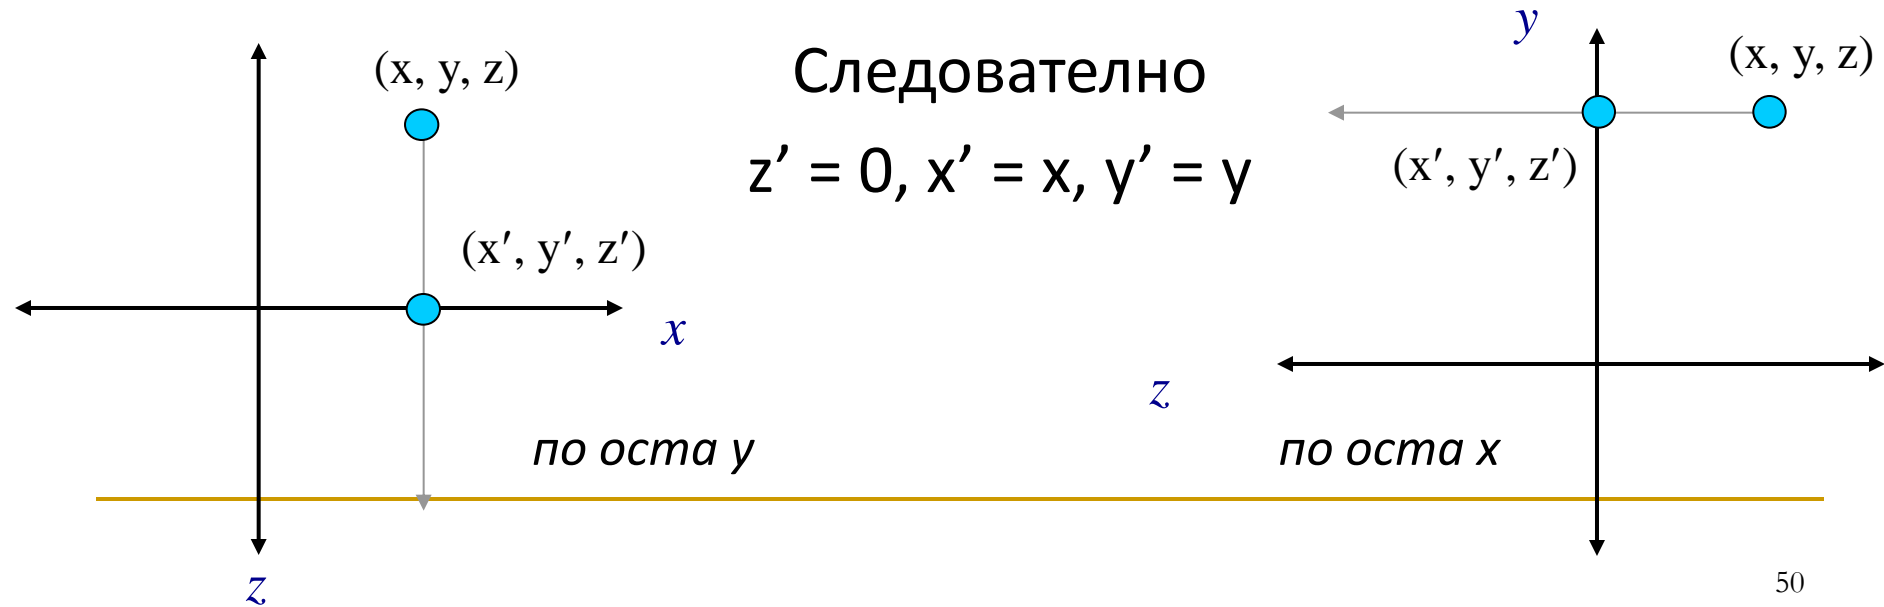 (x, y, z)
(x′, y′, z′)
x
z
Следователно
z’ = 0, x’ = x, y’ = y
по оста y
y
(x, y, z)
(x′, y′, z′)
z
по оста x
50